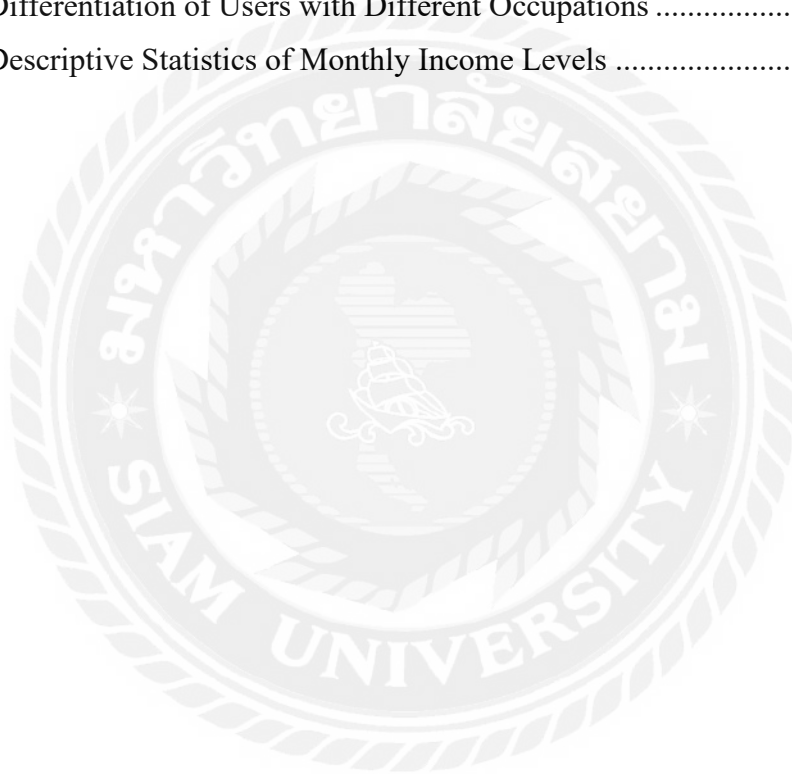 Differentiation of Users with Different Occupations ..................
Descriptive Statistics of Monthly Income Levels ......................
มหาวิทยาลัยสยาม
SIAM UNIVERSITY